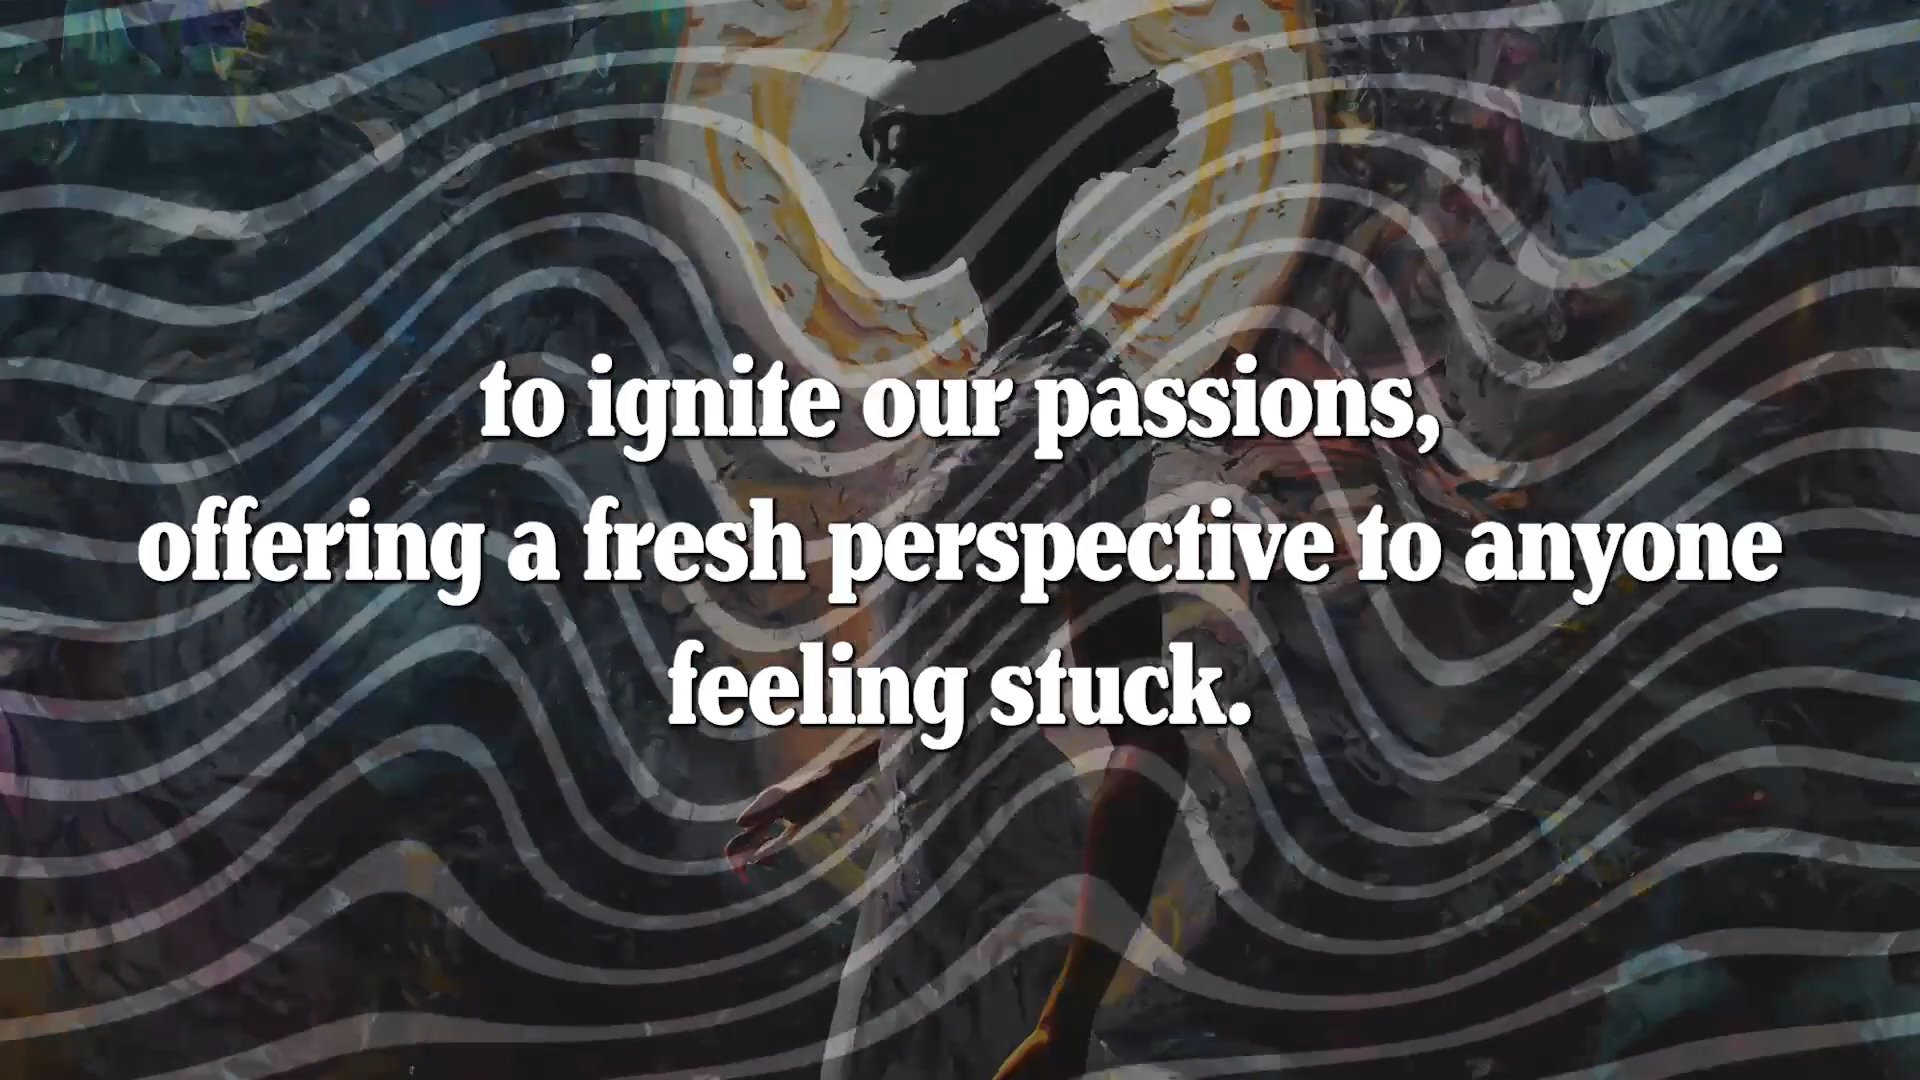 to ignite our passions,
offering a fresh perspective to anyone
feeling stuck.